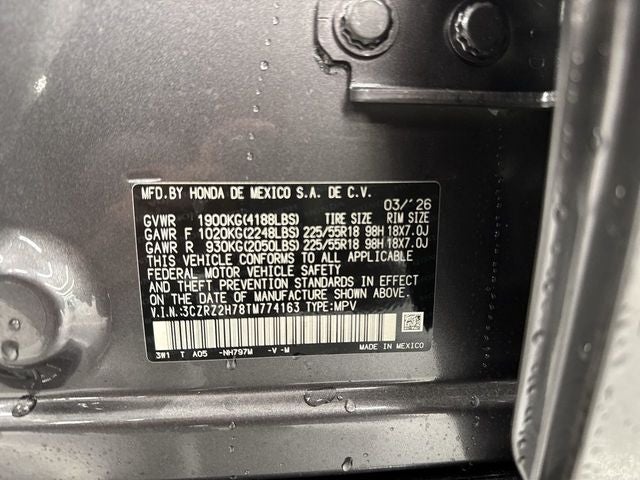 MFD. BY HONDA DE MEXICO S.A. DE C.V.
03/'26
GVWR 1900KG(4188LBS) TIRE SIZE RIM SIZE
GAWR F 1020KG(2248LBS) 225/55R18 98H 18X7.0J
GAWR R 930KG(2050LBS) 225/55R18 98H 18X7.0J
THIS VEHICLE CONFORMS TO ALL APPLICABLE
FEDERAL MOTOR VEHICLE SAFETY
AND THEFT PREVENTION STANDARDS IN EFFECT
ON THE DATE OF MANUFACTURE SHOWN ABOVE.
V.I.N.:3CZRZ2H78TM774163 TYPE:MPV
3W1 T A05 -NH797M -V -M MADE IN MEXICO